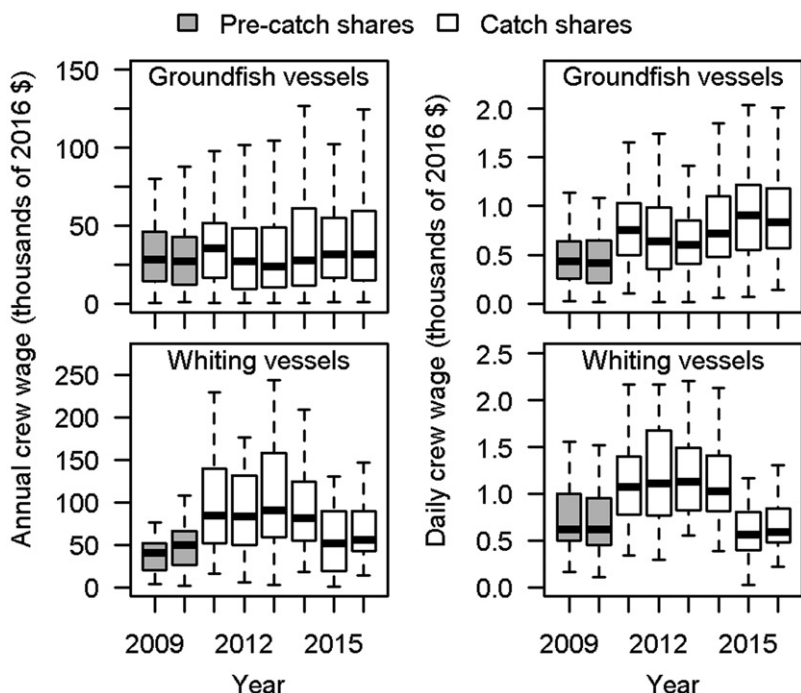 Pre-catch shares Catch shares
Groundfish vessels
Annual crew wage (thousands of 2016 $)
150
100
50
0
Groundfish vessels
Daily crew wage (thousands of 2016 $)
2.0
1.5
1.0
0.5
0.0
Whiting vessels
250
200
150
100
50
0
2009 2012 2015
Year
Whiting vessels
2.5
2.0
1.5
1.0
0.5
0.0
2009 2012 2015
Year